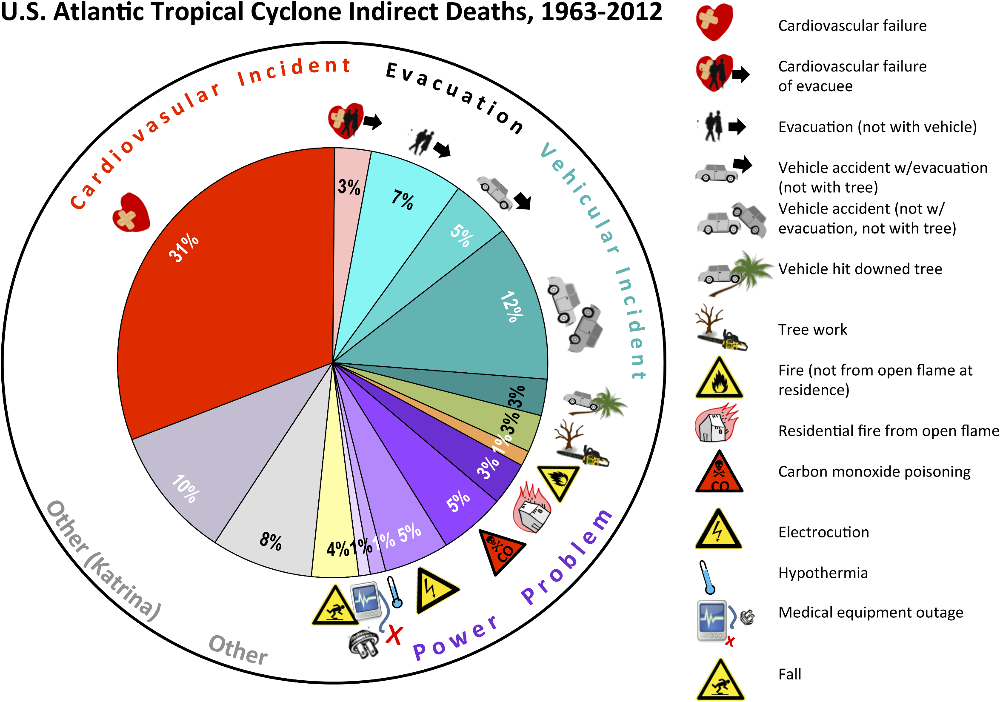 U.S. Atlantic Tropical Cyclone Indirect Deaths, 1963-2012
Cardiovasular Incident
Evacuation
Vehicular Incident
3%
7%
5%
12%
3%
3%
1%
3%
5%
5%
1%
1%
4%
8%
10%
31%
CO
Power Problem
X
Other
Other (Katrina)
Cardiovascular failure
Cardiovascular failure
of evacuee
Evacuation (not with vehicle)
Vehicle accident w/evacuation
(not with tree)
Vehicle accident (not w/
evacuation, not with tree)
Vehicle hit downed tree
Tree work
Fire (not from open flame at
residence)
Residential fire from open flame
CO
Carbon monoxide poisoning
Electrocution
Hypothermia
Medical equipment outage
x
Fall